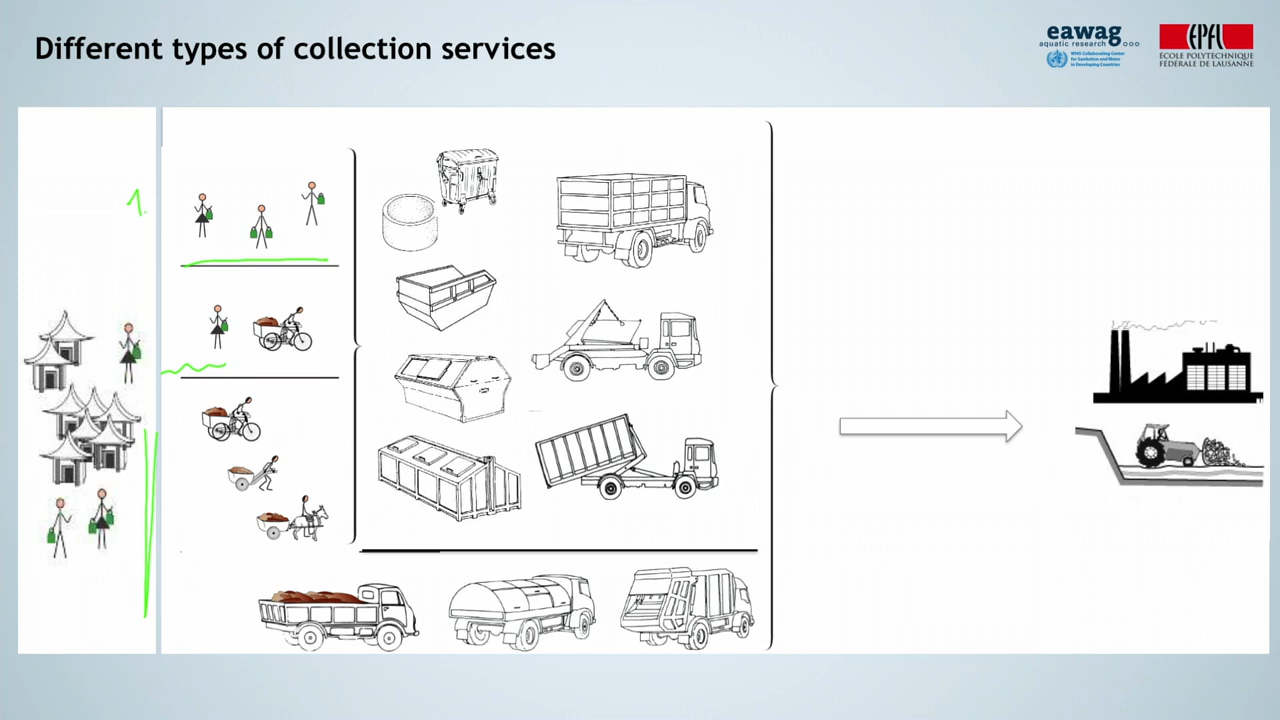 Different types of collection services
eawag
aquatic research
WHO Collaborating Center
for Sanitation and Water
in Developing Countries
EPFL
ÉCOLE POLYTECHNIQUE
FÉDÉRALE DE LAUSANNE
1.